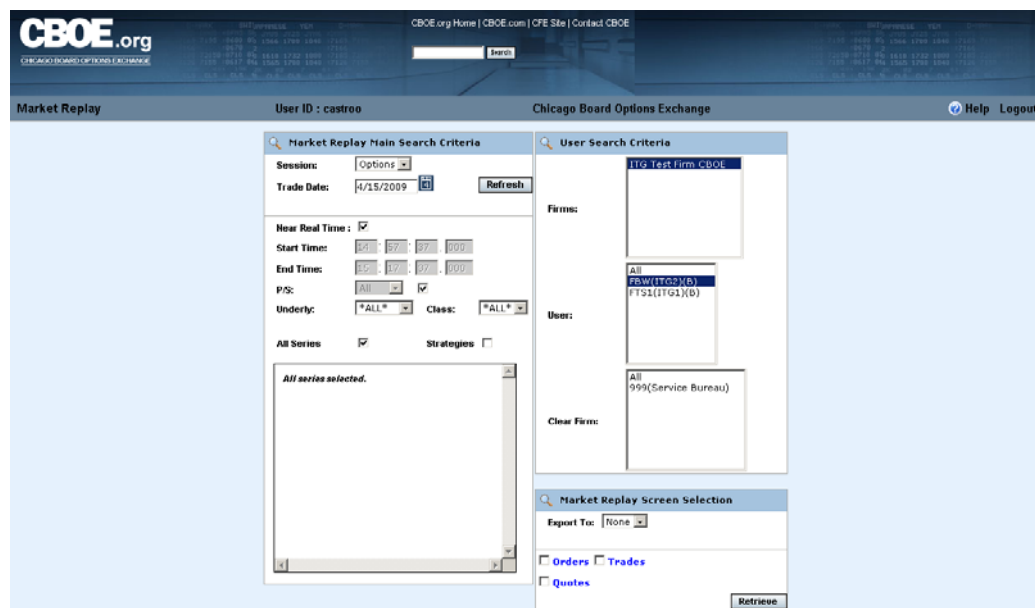 CBOE.org Home | CBOE.com | CFE Site | Contact CBOE
CBOE.org
CHICAGO BOARD OPTIONS EXCHANGE
Search
Market Replay
User ID : castroo
Chicago Board Options Exchange
Help Logout
Market Replay Main Search Criteria
Session: Options
Trade Date: 4/15/2009
Refresh
Near Real Time :
Start Time: 14 : 57 : 37 . 000
End Time: 15 : 17 : 37 . 000
P/S: All
Underly: *ALL* Class: *ALL*
All Series Strategies
All series selected.
User Search Criteria
Firms:
ITG Test Firm CBOE
User:
All
FBW(ITG2)(B)
FTS1(ITG1)(B)
Clear Firm:
All
999(Service Bureau)
Market Replay Screen Selection
Export To: None
Orders Trades
Quotes
Retrieve